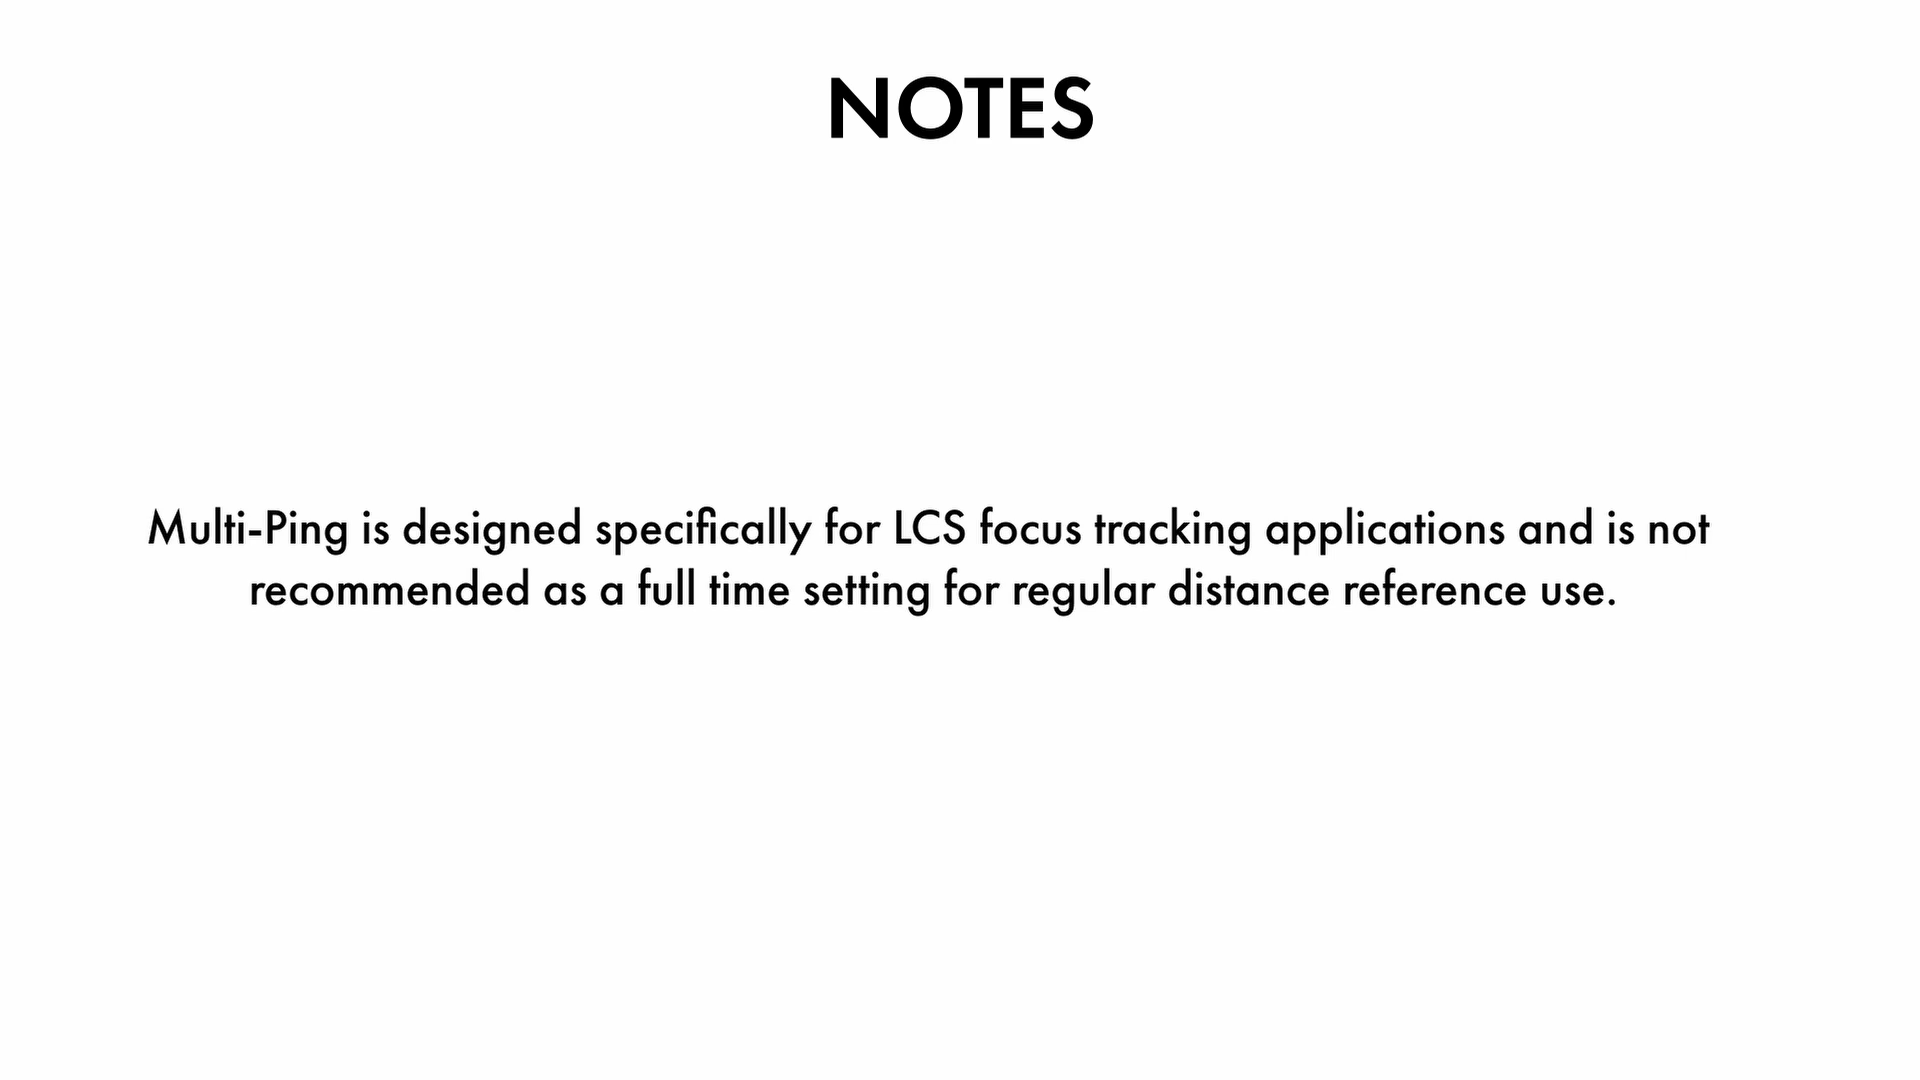 NOTES
Multi-Ping is designed specifically for LCS focus tracking applications and is not
recommended as a full time setting for regular distance reference use.